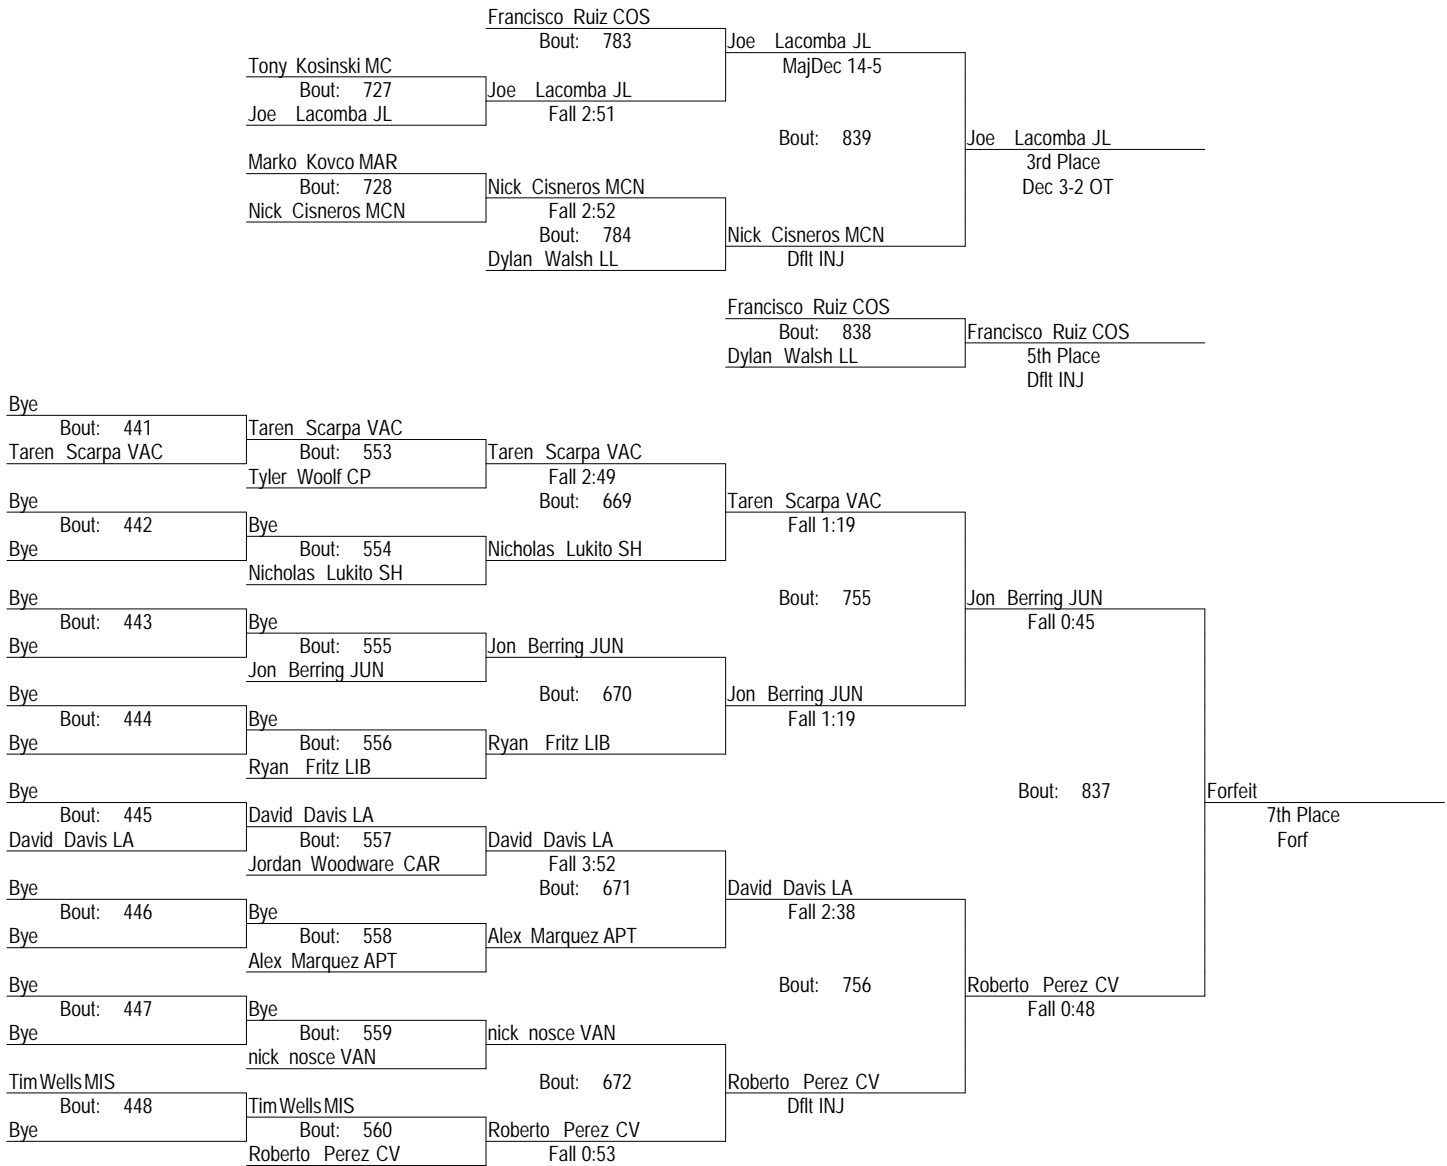 Francisco Ruiz COS
Bout: 783
Joe Lacomba JL
MajDec 14-5
Tony Kosinski MC
Bout: 727
Joe Lacomba JL
Joe Lacomba JL
Fall 2:51
Bout: 839
Joe Lacomba JL
3rd Place
Dec 3-2 OT
Marko Kovco MAR
Bout: 728
Nick Cisneros MCN
Nick Cisneros MCN
Fall 2:52
Bout: 784
Nick Cisneros MCN
Dylan Walsh LL
Dflt INJ
Francisco Ruiz COS
Bout: 838
Francisco Ruiz COS
Dylan Walsh LL
5th Place
Dflt INJ
Bye
Bout: 441
Taren Scarpa VAC
Taren Scarpa VAC
Bout: 553
Taren Scarpa VAC
Tyler Woolf CP
Fall 2:49
Bye
Bout: 669
Taren Scarpa VAC
Bout: 442
Bye
Fall 1:19
Bye
Bout: 554
Nicholas Lukito SH
Nicholas Lukito SH
Bye
Bout: 755
Jon Berring JUN
Bout: 443
Bye
Fall 0:45
Bye
Bout: 555
Jon Berring JUN
Jon Berring JUN
Bye
Bout: 670
Jon Berring JUN
Bout: 444
Bye
Fall 1:19
Bye
Bout: 556
Ryan Fritz LIB
Ryan Fritz LIB
Bye
Bout: 837
Forfeit
Bout: 445
David Davis LA
7th Place
David Davis LA
Bout: 557
David Davis LA
Forf
Jordan Woodware CAR
Fall 3:52
Bye
Bout: 671
David Davis LA
Bout: 446
Bye
Fall 2:38
Bye
Bout: 558
Alex Marquez APT
Alex Marquez APT
Bye
Bout: 756
Roberto Perez CV
Bout: 447
Bye
Fall 0:48
Bye
Bout: 559
nick nosce VAN
nick nosce VAN
Tim Wells MIS
Bout: 672
Roberto Perez CV
Bout: 448
Tim Wells MIS
Dflt INJ
Bye
Bout: 560
Roberto Perez CV
Roberto Perez CV
Fall 0:53